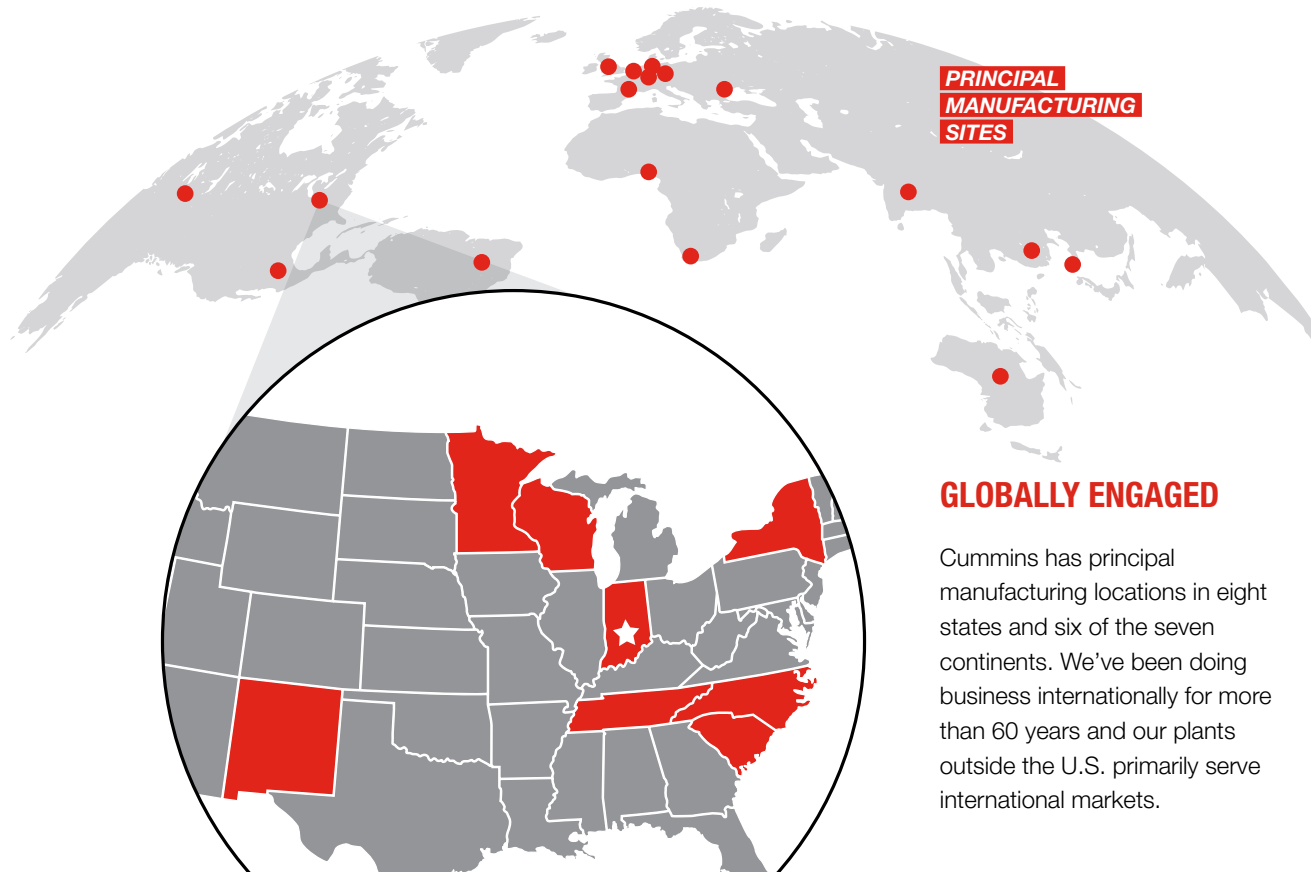 PRINCIPAL
MANUFACTURING
SITES
GLOBALLY ENGAGED
Cummins has principal
manufacturing locations in eight
states and six of the seven
continents. We’ve been doing
business internationally for more
than 60 years and our plants
outside the U.S. primarily serve
international markets.